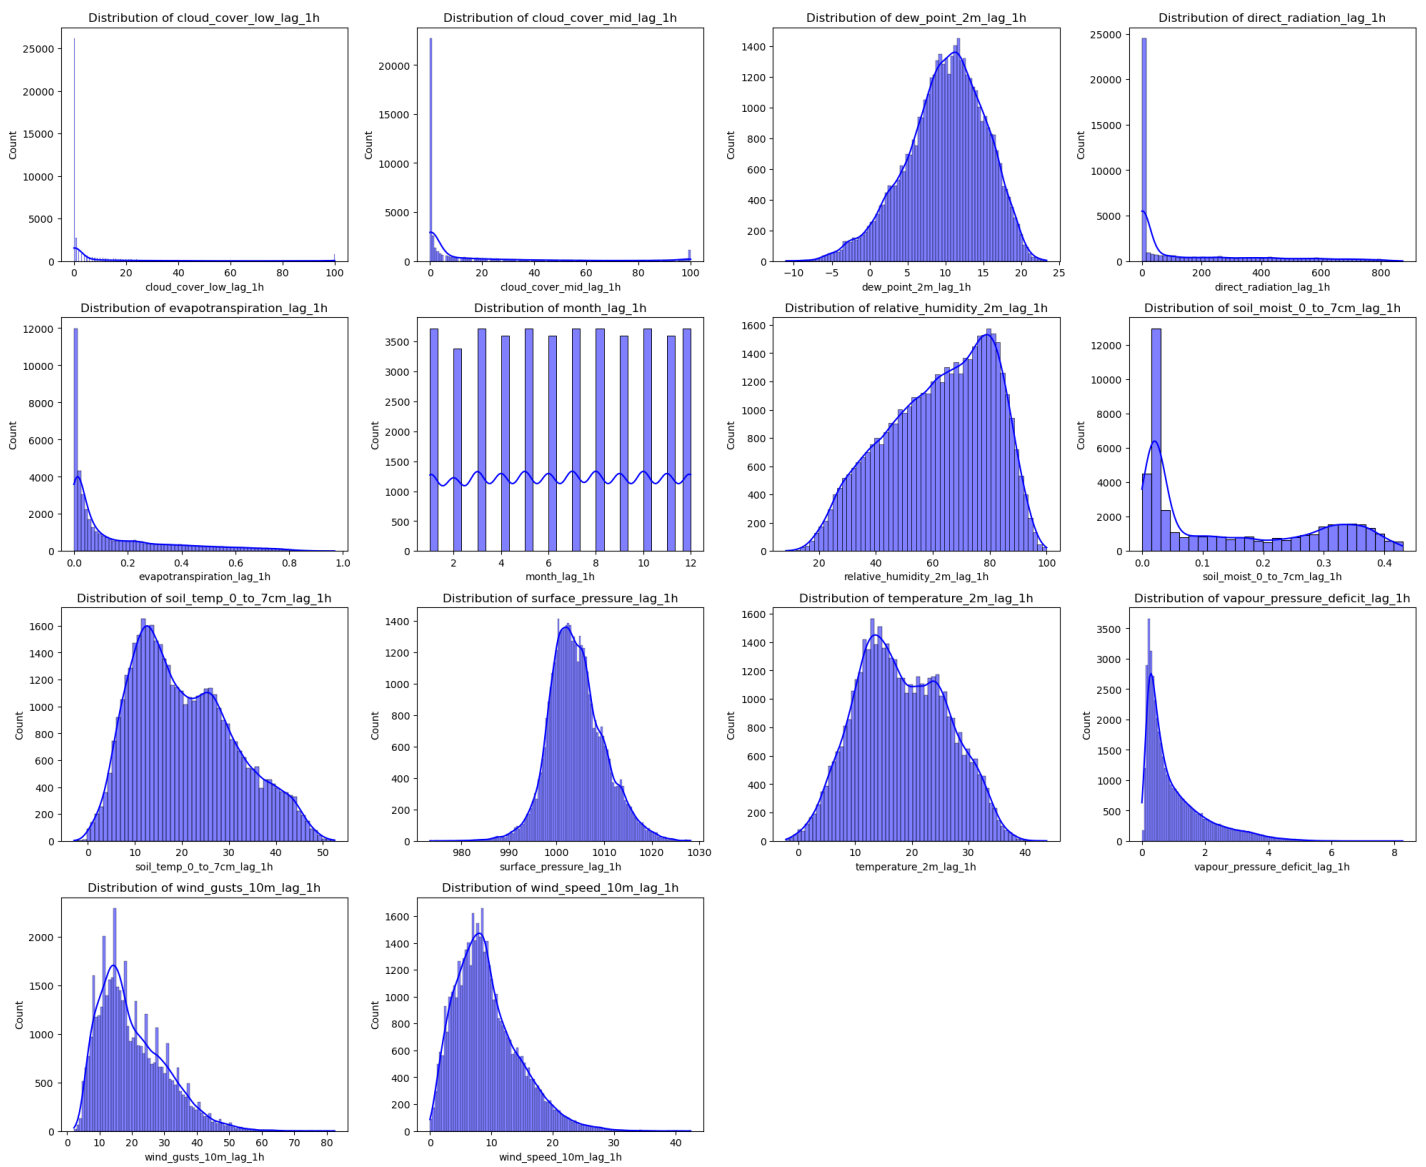 Distribution of cloud_cover_low_lag_1h
25000
20000
15000
10000
5000
0
Count
0 20 40 60 80 100
cloud_cover_low_lag_1h
Distribution of cloud_cover_mid_lag_1h
20000
15000
10000
5000
0
Count
0 20 40 60 80 100
cloud_cover_mid_lag_1h
Distribution of dew_point_2m_lag_1h
1400
1200
1000
800
600
400
200
0
Count
−10 −5 0 5 10 15 20 25
dew_point_2m_lag_1h
Distribution of direct_radiation_lag_1h
25000
20000
15000
10000
5000
0
Count
0 200 400 600 800
direct_radiation_lag_1h
Distribution of evapotranspiration_lag_1h
12000
10000
8000
6000
4000
2000
0
Count
0.0 0.2 0.4 0.6 0.8 1.0
evapotranspiration_lag_1h
Distribution of month_lag_1h
3500
3000
2500
2000
1500
1000
500
0
Count
2 4 6 8 10 12
month_lag_1h
Distribution of relative_humidity_2m_lag_1h
1600
1400
1200
1000
800
600
400
200
0
Count
20 40 60 80 100
relative_humidity_2m_lag_1h
Distribution of soil_moist_0_to_7cm_lag_1h
12000
10000
8000
6000
4000
2000
0
Count
0.0 0.1 0.2 0.3 0.4
soil_moist_0_to_7cm_lag_1h
Distribution of soil_temp_0_to_7cm_lag_1h
1600
1400
1200
1000
800
600
400
200
0
Count
0 10 20 30 40 50
soil_temp_0_to_7cm_lag_1h
Distribution of surface_pressure_lag_1h
1400
1200
1000
800
600
400
200
0
Count
980 990 1000 1010 1020 1030
surface_pressure_lag_1h
Distribution of temperature_2m_lag_1h
1600
1400
1200
1000
800
600
400
200
0
Count
0 10 20 30 40
temperature_2m_lag_1h
Distribution of vapour_pressure_deficit_lag_1h
3500
3000
2500
2000
1500
1000
500
0
Count
0 2 4 6 8
vapour_pressure_deficit_lag_1h
Distribution of wind_gusts_10m_lag_1h
2000
1500
1000
500
0
Count
0 10 20 30 40 50 60 70 80
wind_gusts_10m_lag_1h
Distribution of wind_speed_10m_lag_1h
1600
1400
1200
1000
800
600
400
200
0
Count
0 10 20 30 40
wind_speed_10m_lag_1h